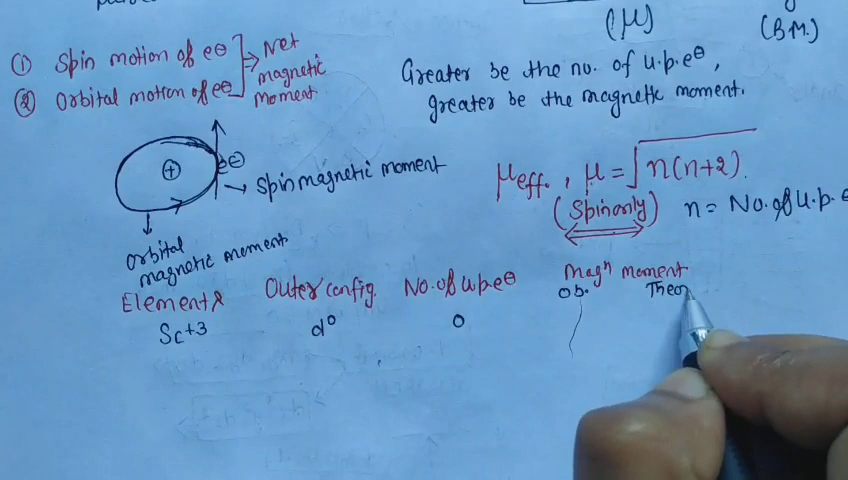 (μ)
(B.M.)
① Spin motion of e⊖
② Orbital motion of e⊖
→ Net magnetic moment
Greater be the no. of u.p.e⊖,
greater be the magnetic moment.
+
e⊖
→ Spin magnetic moment
Orbital
magnetic moment
μeff. , μ = √n(n+2).
(Spin only) n = No. of u.p. e
Element & Outer config. No. of u.p.e⊖ Magⁿ moment
Ob. Theo
Sc+3 d⁰ 0